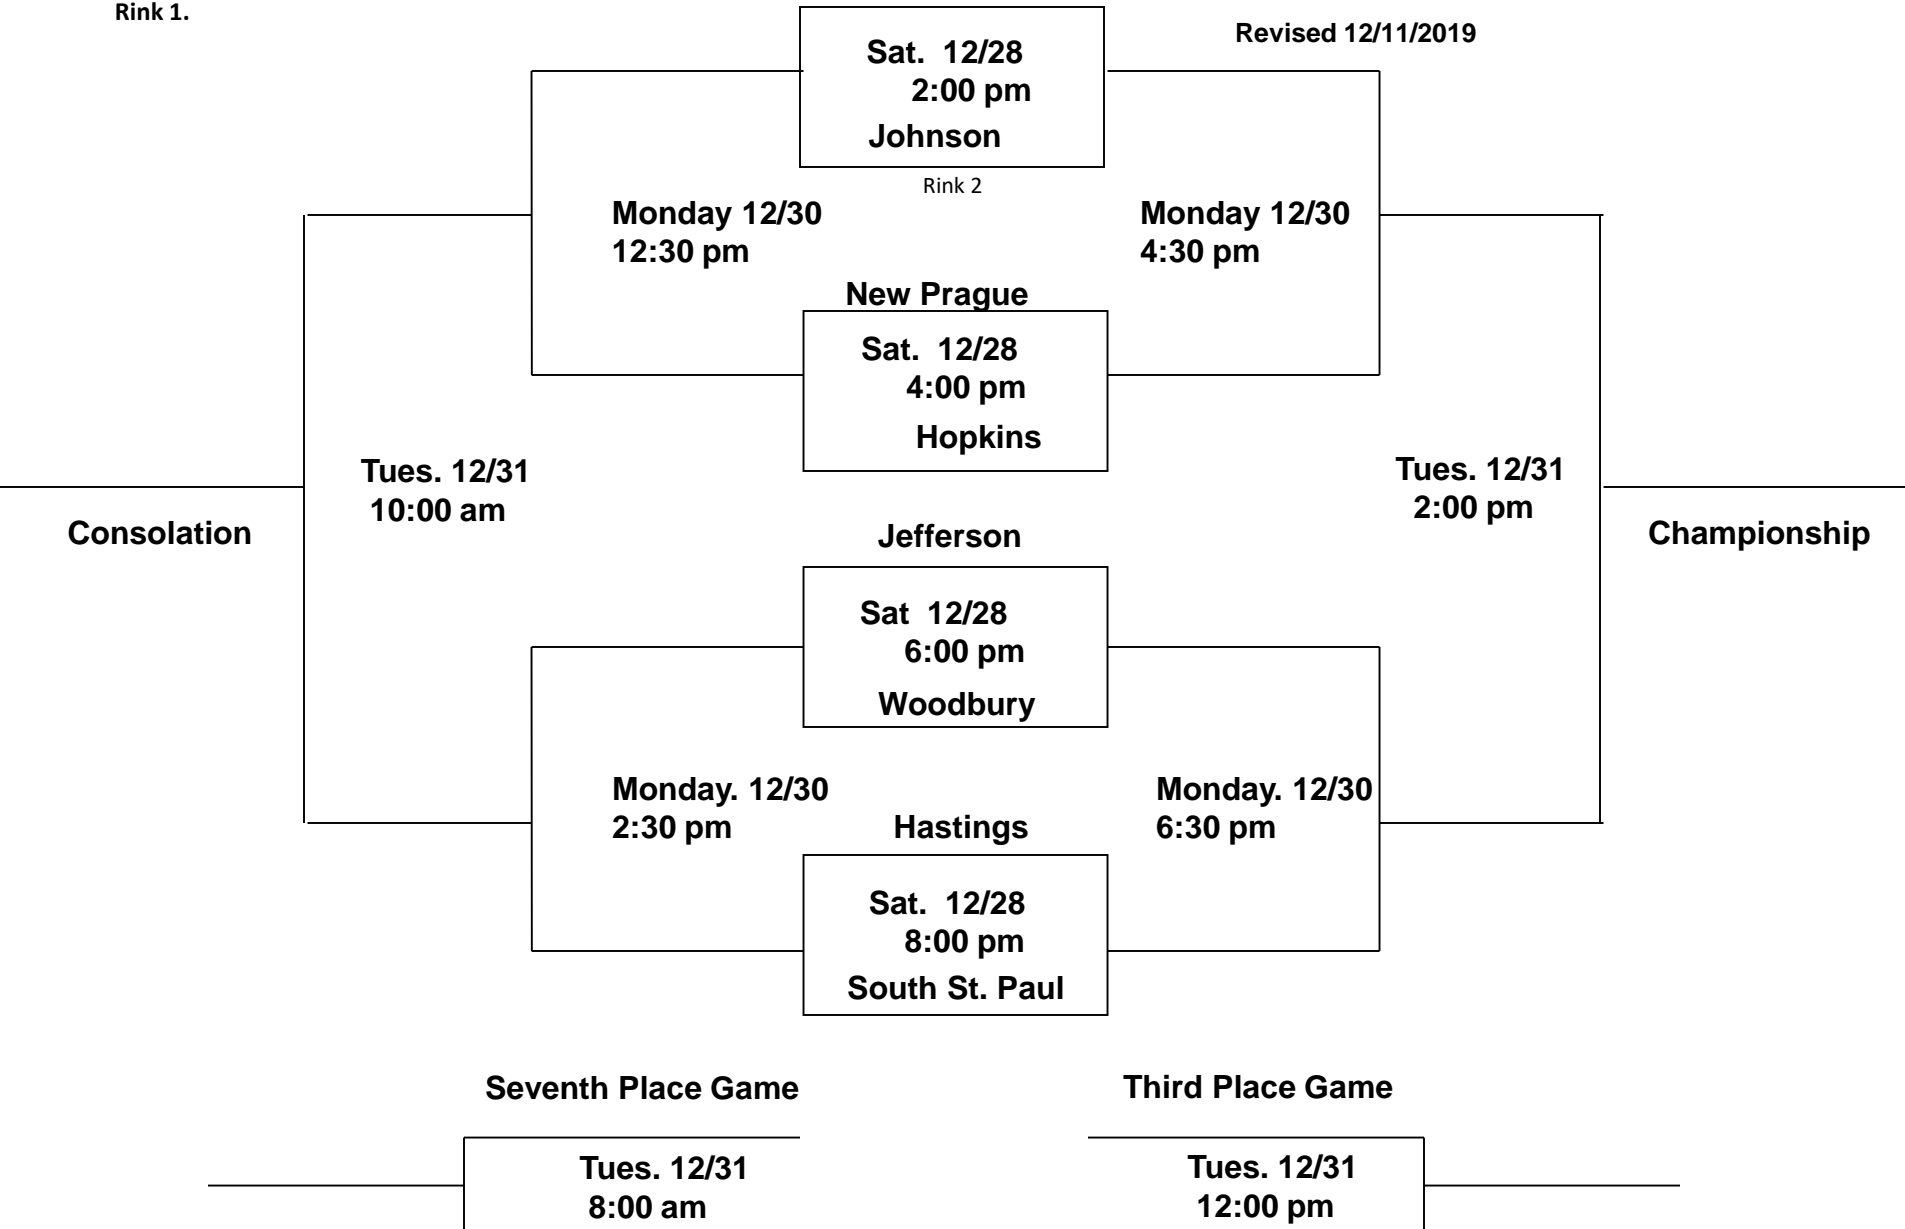 Rink 1.
Revised 12/11/2019
Sat. 12/28
2:00 pm
Johnson
Rink 2
Monday 12/30
12:30 pm
Monday 12/30
4:30 pm
New Prague
Sat. 12/28
4:00 pm
Hopkins
Tues. 12/31
10:00 am
Tues. 12/31
2:00 pm
Consolation
Championship
Jefferson
Sat 12/28
6:00 pm
Woodbury
Monday. 12/30
2:30 pm
Monday. 12/30
6:30 pm
Hastings
Sat. 12/28
8:00 pm
South St. Paul
Seventh Place Game
Third Place Game
Tues. 12/31
8:00 am
Tues. 12/31
12:00 pm